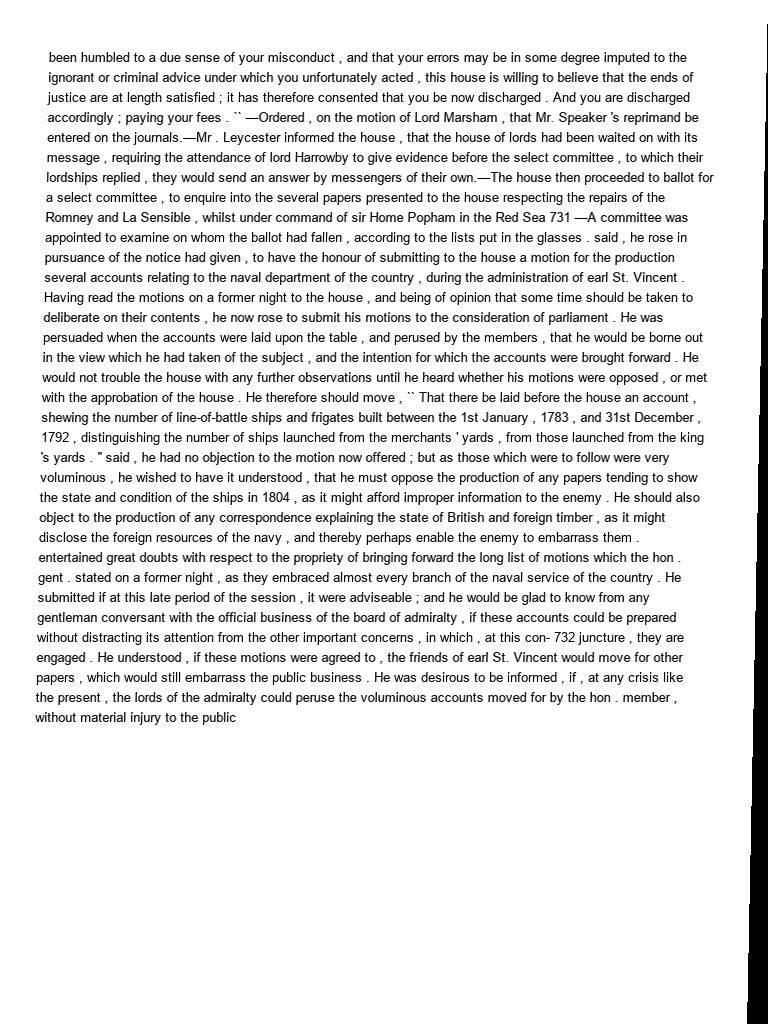 been humbled to a due sense of your misconduct , and that your errors may be in some degree imputed to the
ignorant or criminal advice under which you unfortunately acted , this house is willing to believe that the ends of
justice are at length satisfied ; it has therefore consented that you be now discharged . And you are discharged
accordingly ; paying your fees . `` —Ordered , on the motion of Lord Marsham , that Mr. Speaker 's reprimand be
entered on the journals.—Mr . Leycester informed the house , that the house of lords had been waited on with its
message , requiring the attendance of lord Harrowby to give evidence before the select committee , to which their
lordships replied , they would send an answer by messengers of their own.—The house then proceeded to ballot for
a select committee , to enquire into the several papers presented to the house respecting the repairs of the
Romney and La Sensible , whilst under command of sir Home Popham in the Red Sea 731 —A committee was
appointed to examine on whom the ballot had fallen , according to the lists put in the glasses . said , he rose in
pursuance of the notice had given , to have the honour of submitting to the house a motion for the production
several accounts relating to the naval department of the country , during the administration of earl St. Vincent .
Having read the motions on a former night to the house , and being of opinion that some time should be taken to
deliberate on their contents , he now rose to submit his motions to the consideration of parliament . He was
persuaded when the accounts were laid upon the table , and perused by the members , that he would be borne out
in the view which he had taken of the subject , and the intention for which the accounts were brought forward . He
would not trouble the house with any further observations until he heard whether his motions were opposed , or met
with the approbation of the house . He therefore should move , `` That there be laid before the house an account ,
shewing the number of line-of-battle ships and frigates built between the 1st January , 1783 , and 31st December ,
1792 , distinguishing the number of ships launched from the merchants ' yards , from those launched from the king
's yards . " said , he had no objection to the motion now offered ; but as those which were to follow were very
voluminous , he wished to have it understood , that he must oppose the production of any papers tending to show
the state and condition of the ships in 1804 , as it might afford improper information to the enemy . He should also
object to the production of any correspondence explaining the state of British and foreign timber , as it might
disclose the foreign resources of the navy , and thereby perhaps enable the enemy to embarrass them .
entertained great doubts with respect to the propriety of bringing forward the long list of motions which the hon .
gent . stated on a former night , as they embraced almost every branch of the naval service of the country . He
submitted if at this late period of the session , it were adviseable ; and he would be glad to know from any
gentleman conversant with the official business of the board of admiralty , if these accounts could be prepared
without distracting its attention from the other important concerns , in which , at this con- 732 juncture , they are
engaged . He understood , if these motions were agreed to , the friends of earl St. Vincent would move for other
papers , which would still embarrass the public business . He was desirous to be informed , if , at any crisis like
the present , the lords of the admiralty could peruse the voluminous accounts moved for by the hon . member ,
without material injury to the public